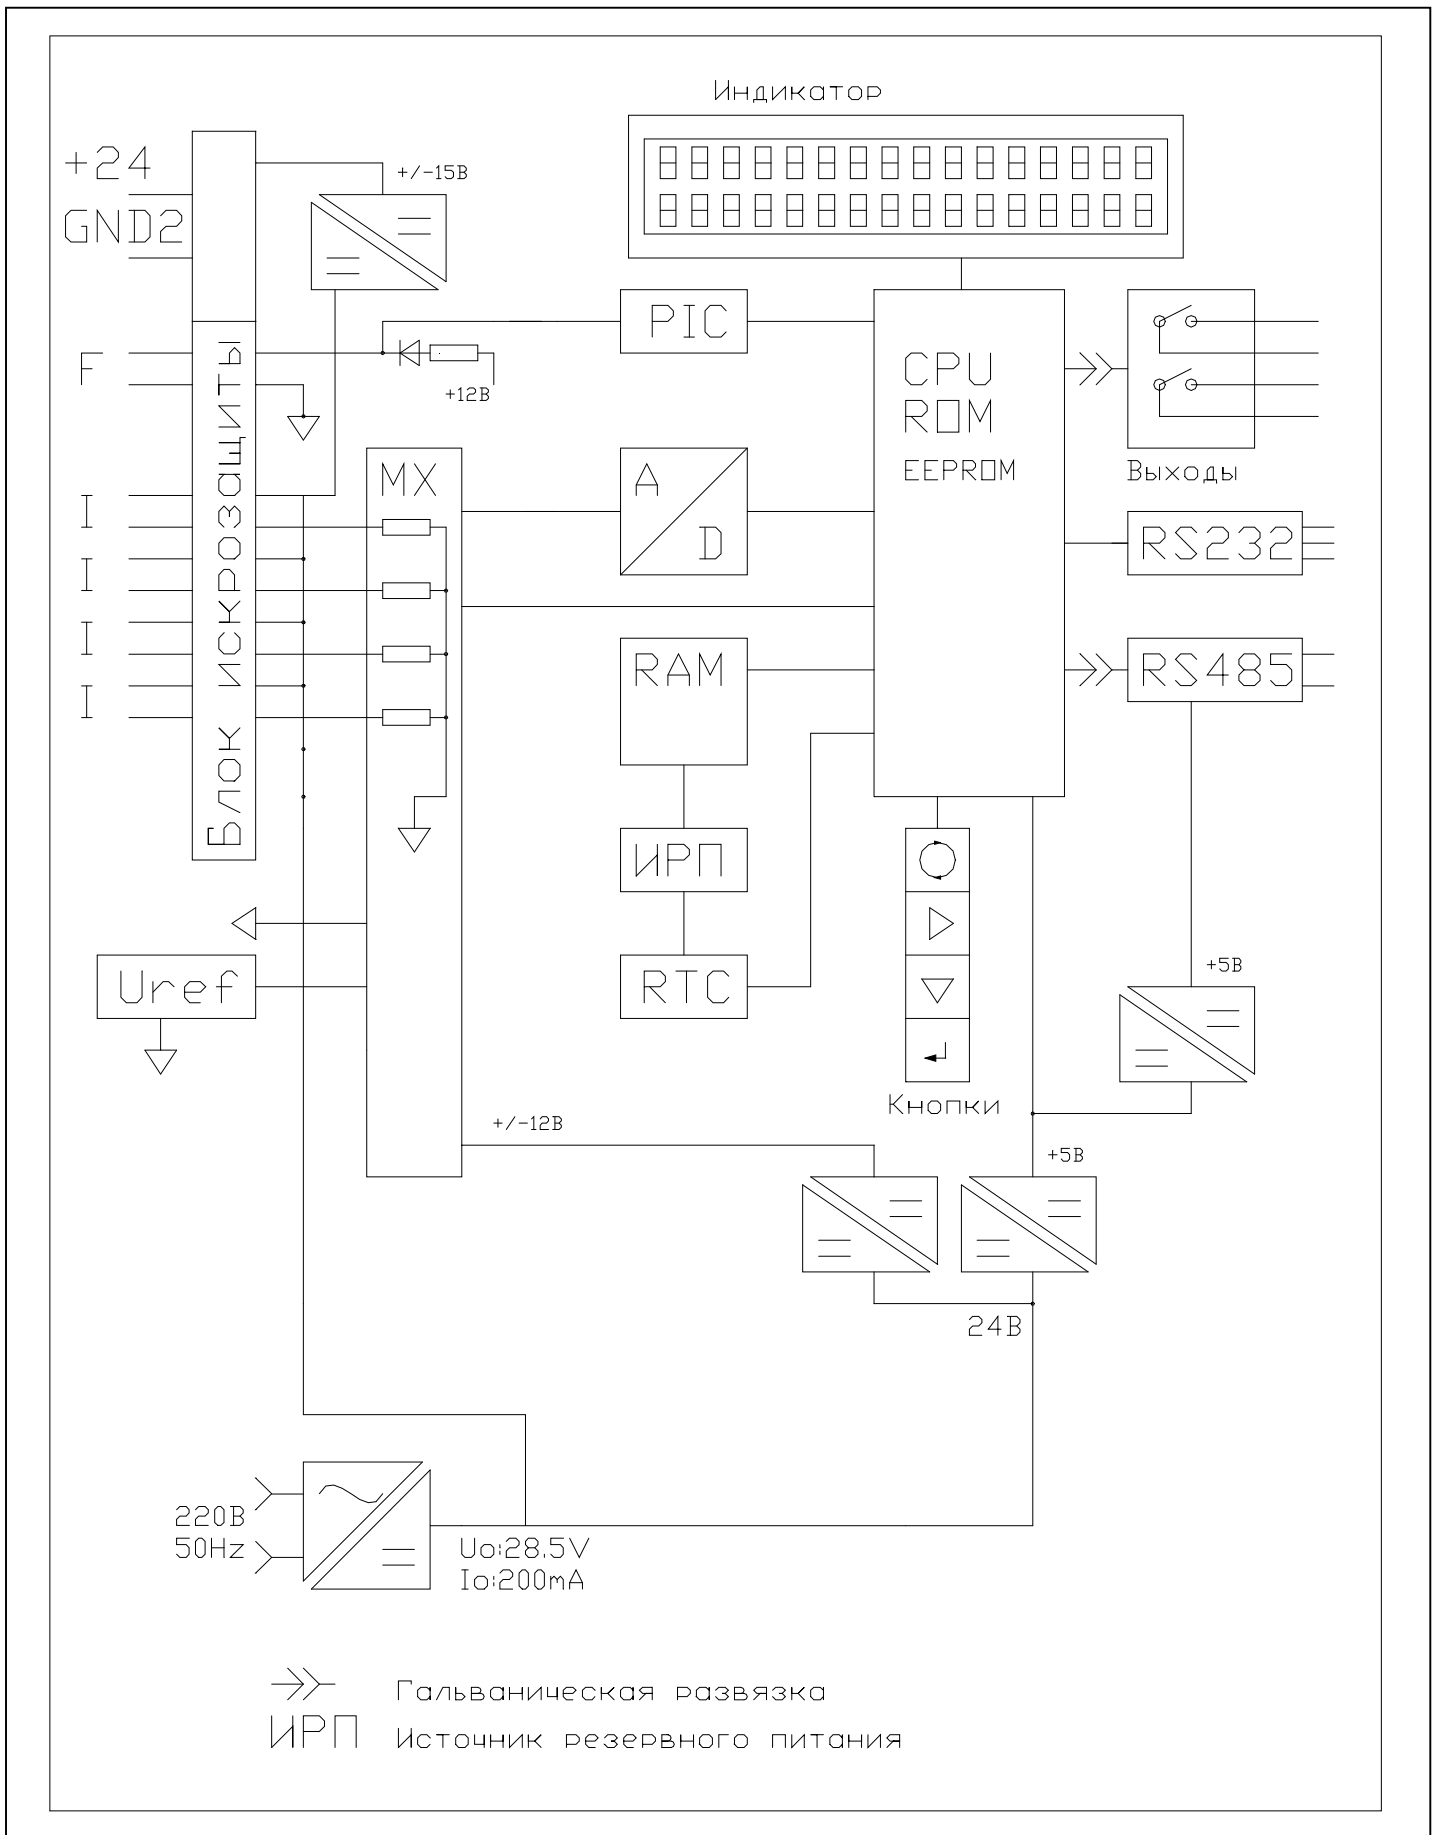 Индикатор
+24
GND2
+/-15В
F
Блок искрозащиты
+12В
PIC
CPU
ROM
EEPROM
Выходы
MX
A
D
I
I
I
I
RS232
RAM
RS485
ИРП
Uref
RTC
+5В
Кнопки
+/-12В
+5В
24В
220В
50Hz
Uo:28.5V
Io:200mA
Гальваническая развязка
ИРП Источник резервного питания